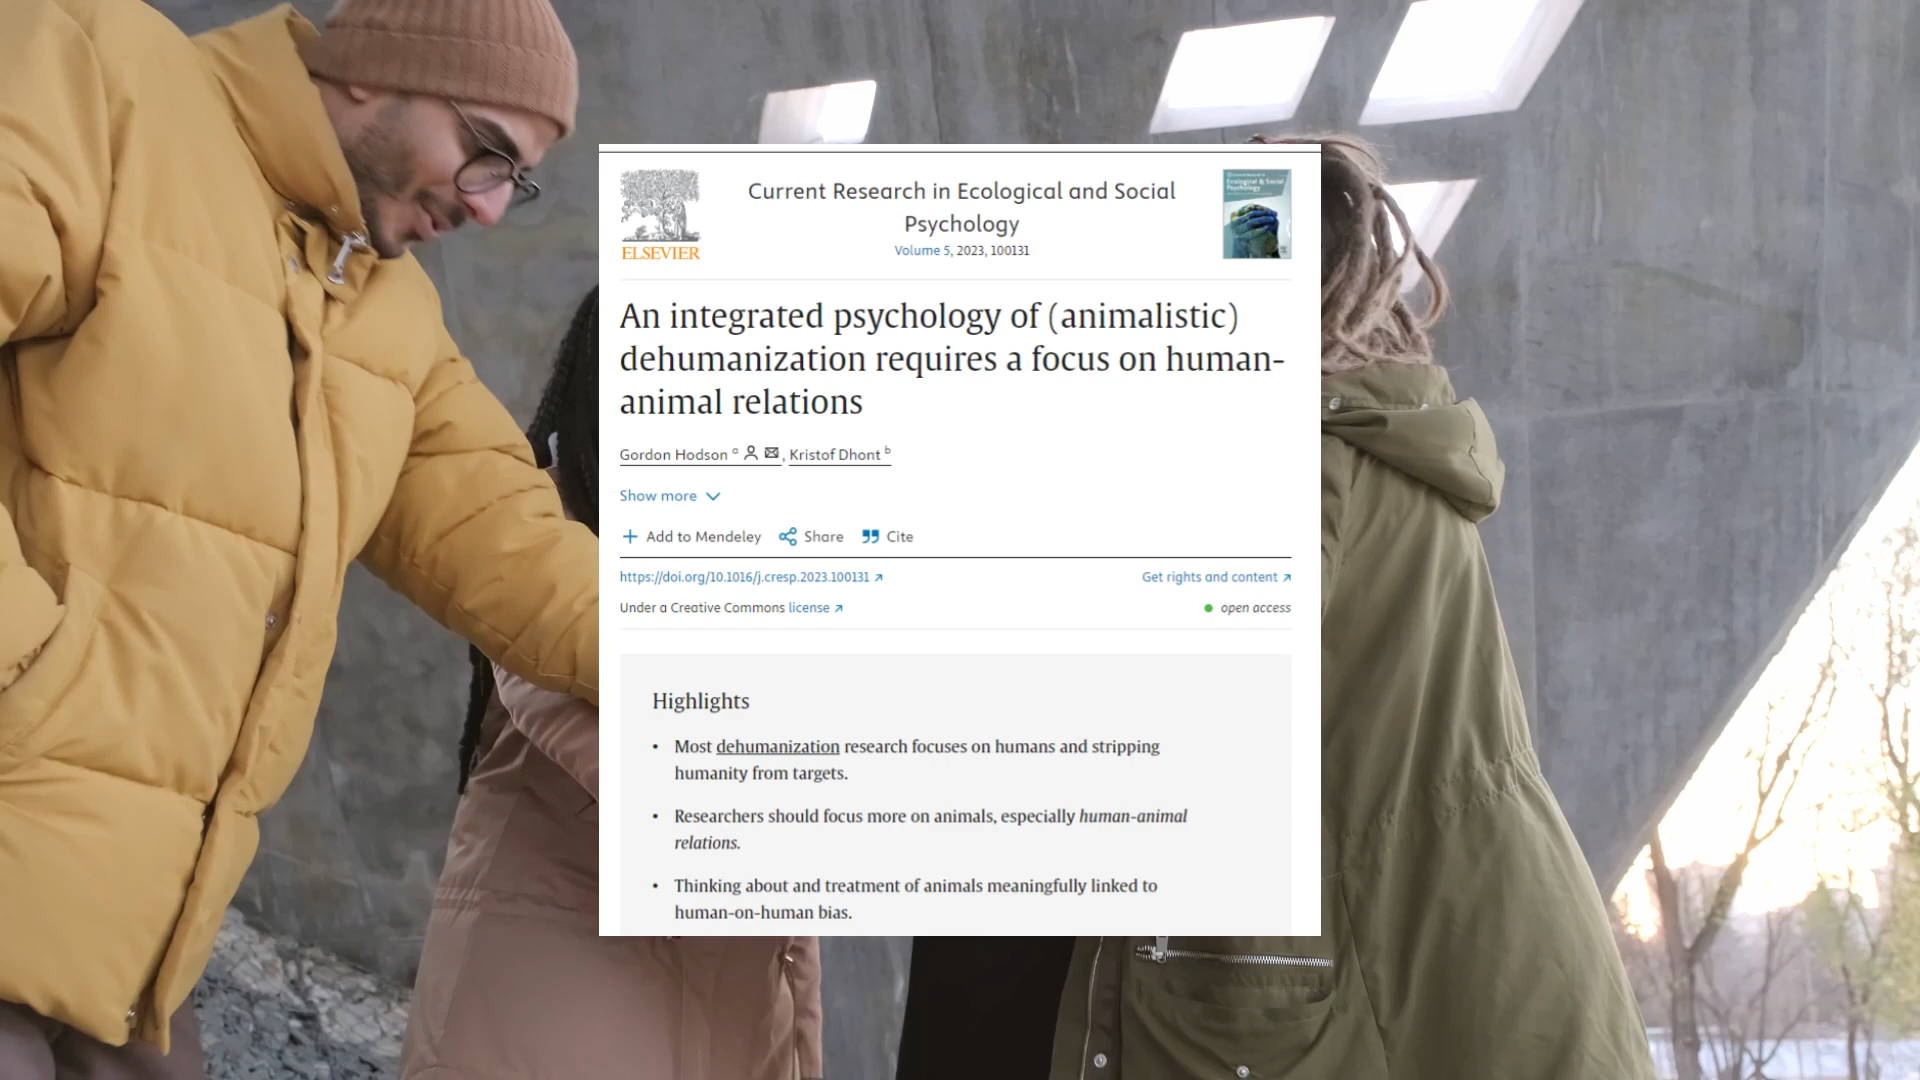 Current Research in Ecological and Social
Psychology
Volume 5, 2023, 100131
ELSEVIER
Ecological & Social
Psychology
An integrated psychology of (animalistic)
dehumanization requires a focus on human-
animal relations
Gordon Hodson a, Kristof Dhont b
Show more
Add to Mendeley Share Cite
https://doi.org/10.1016/j.cresp.2023.100131
Get rights and content
Under a Creative Commons license
open access
Highlights
• Most dehumanization research focuses on humans and stripping
humanity from targets.
• Researchers should focus more on animals, especially human-animal
relations.
• Thinking about and treatment of animals meaningfully linked to
human-on-human bias.